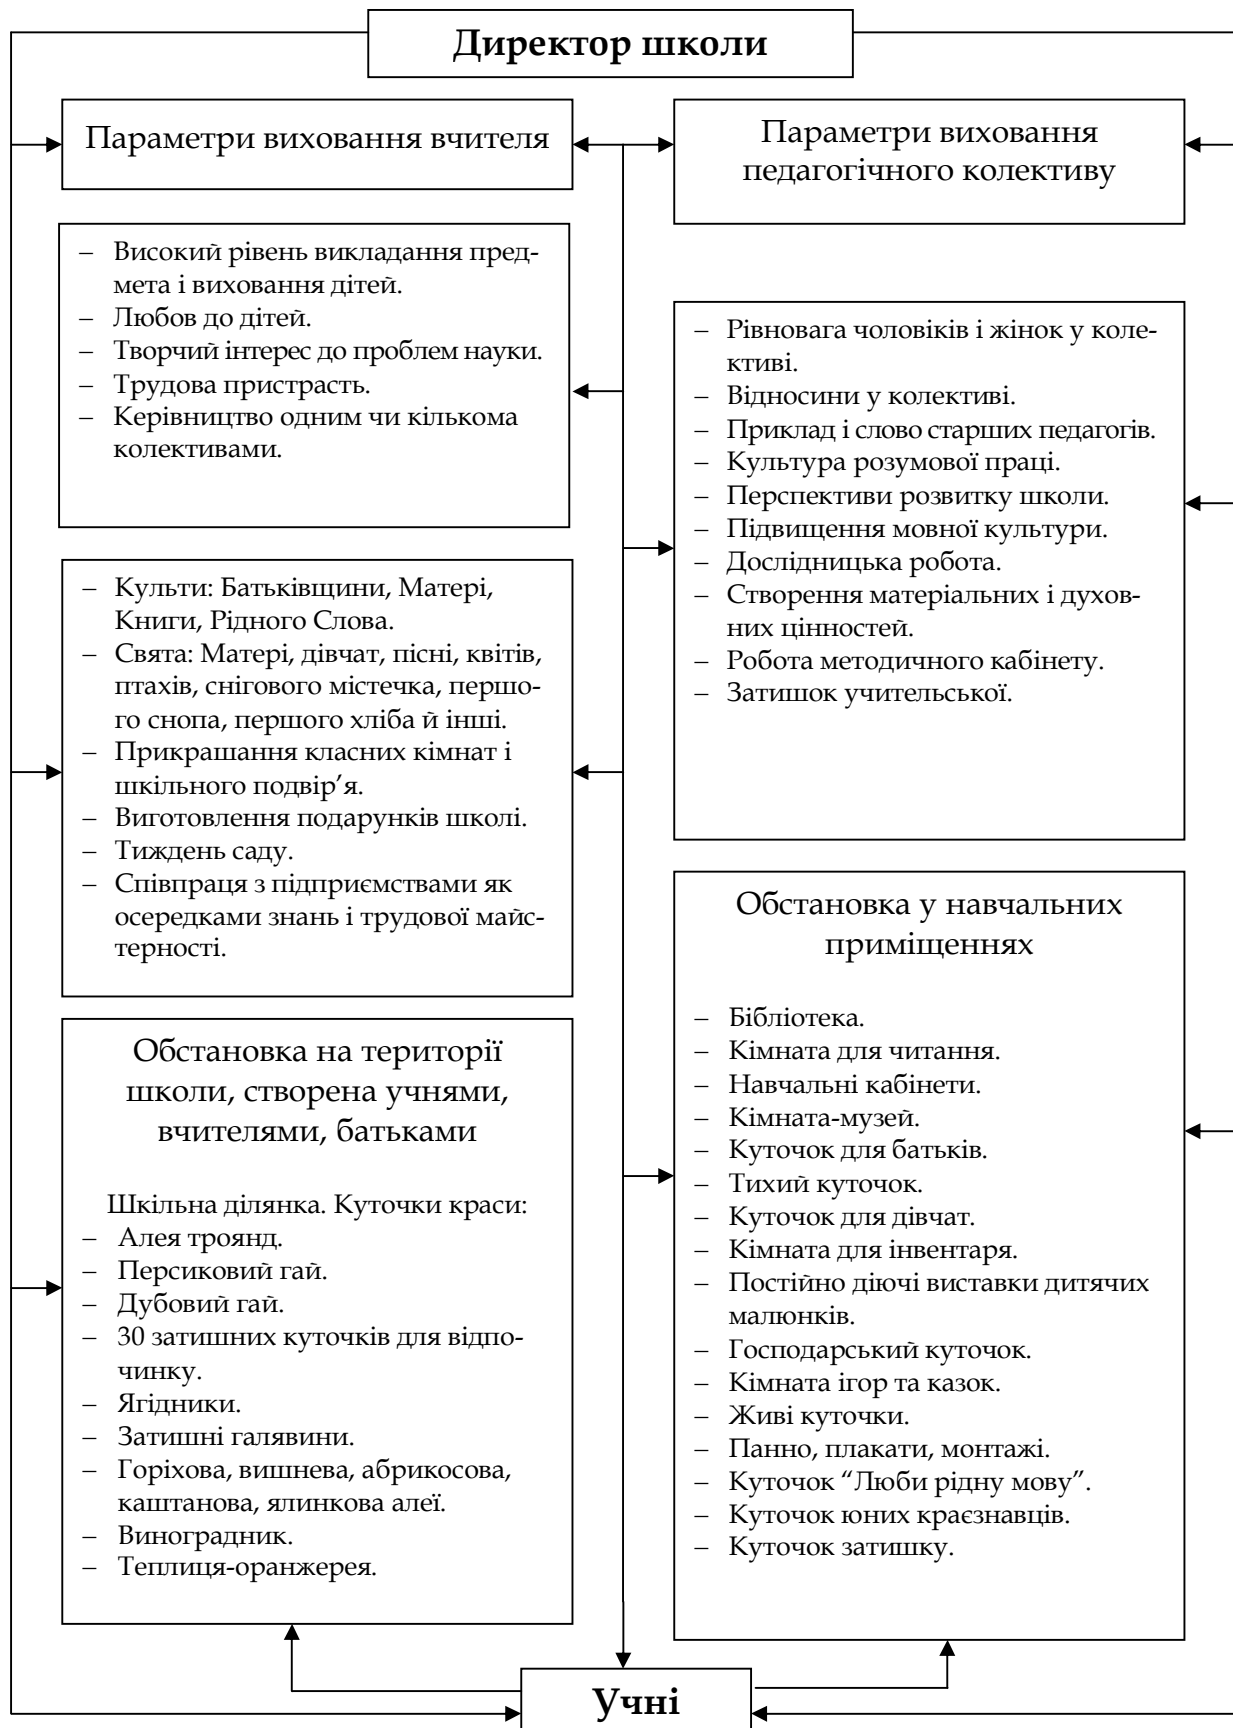 Директор школи
Параметри виховання вчителя
Параметри виховання
педагогічного колективу
– Високий рівень викладання пред-
мета і виховання дітей.
– Любов до дітей.
– Творчий інтерес до проблем науки.
– Трудова пристрасть.
– Керівництво одним чи кількома
колективами.
– Рівновага чоловіків і жінок у коле-
ктиві.
– Відносини у колективі.
– Приклад і слово старших педагогів.
– Культура розумової праці.
– Перспективи розвитку школи.
– Підвищення мовної культури.
– Дослідницька робота.
– Створення матеріальних і духов-
них цінностей.
– Робота методичного кабінету.
– Затишок учительської.
– Культи: Батьківщини, Матері,
Книги, Рідного Слова.
– Свята: Матері, дівчат, пісні, квітів,
птахів, снігового містечка, першо-
го снопа, першого хліба й інші.
– Прикрашання класних кімнат і
шкільного подвір’я.
– Виготовлення подарунків школі.
– Тиждень саду.
– Співпраця з підприємствами як
осередками знань і трудової майс-
терності.
Обстановка у навчальних
приміщеннях
– Бібліотека.
– Кімната для читання.
– Навчальні кабінети.
– Кімната-музей.
– Куточок для батьків.
– Тихий куточок.
– Куточок для дівчат.
– Кімната для інвентаря.
– Постійно діючі виставки дитячих
малюнків.
– Господарський куточок.
– Кімната ігор та казок.
– Живі куточки.
– Панно, плакати, монтажі.
– Куточок “Люби рідну мову”.
– Куточок юних краєзнавців.
– Куточок затишку.
Обстановка на території
школи, створена учнями,
вчителями, батьками
Шкільна ділянка. Куточки краси:
– Алея троянд.
– Персиковий гай.
– Дубовий гай.
– 30 затишних куточків для відпо-
чинку.
– Ягідники.
– Затишні галявини.
– Горіхова, вишнева, абрикосова,
каштанова, ялинкова алеї.
– Виноградник.
– Теплиця-оранжерея.
Учні